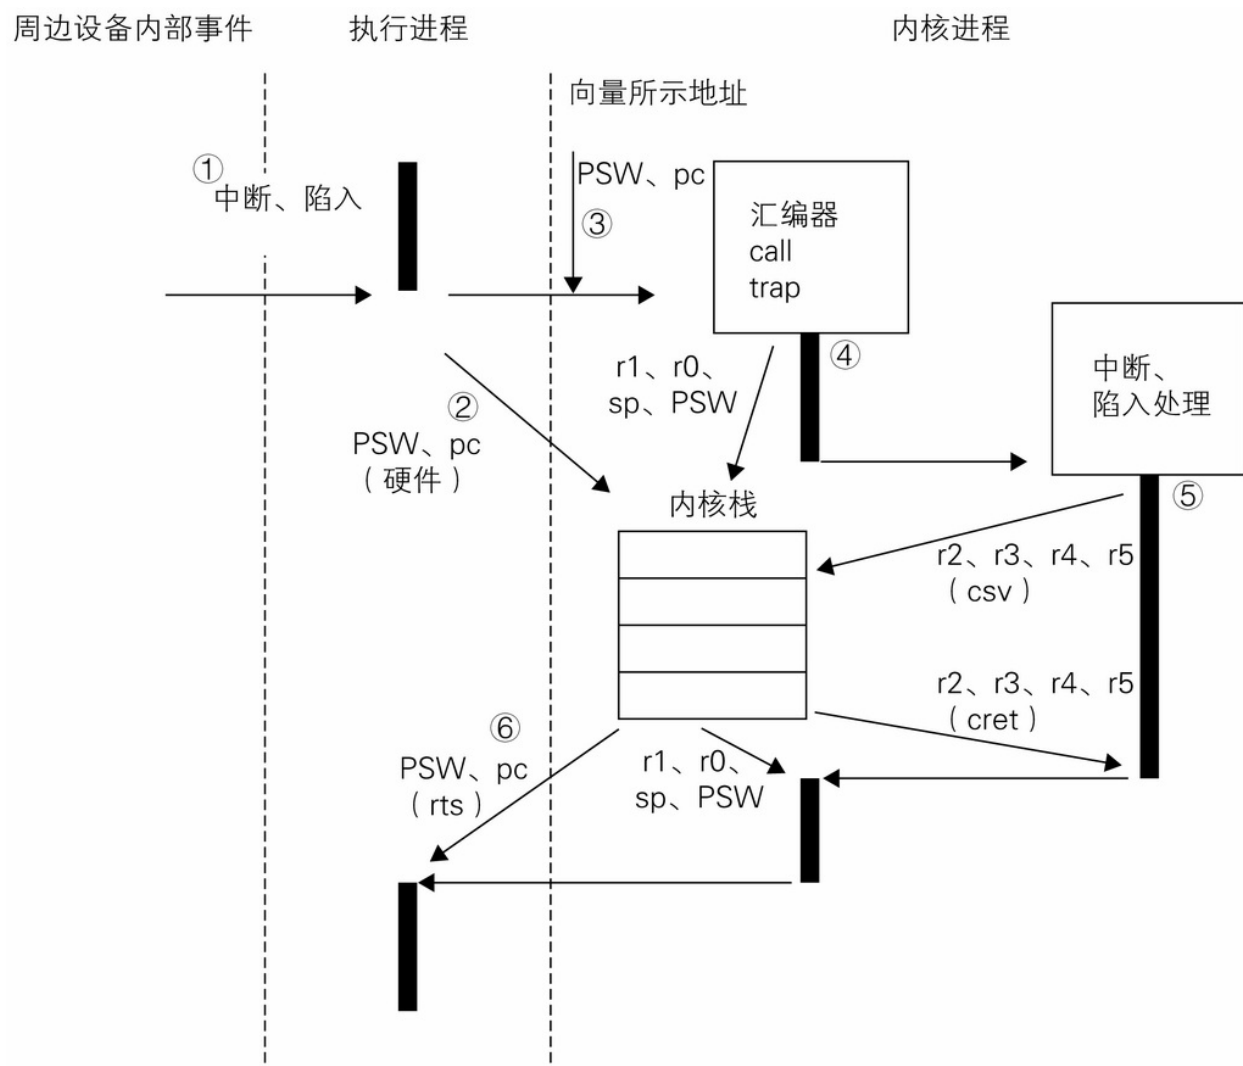 周边设备内部事件
执行进程
内核进程
向量所示地址
①
中断、陷入
PSW、pc
③
汇编器
call
trap
④
r1、r0、
sp、PSW
中断、
陷入处理
②
PSW、pc
（硬件）
内核栈
⑤
r2、r3、r4、r5
（csv）
r2、r3、r4、r5
（cret）
⑥
PSW、pc
（rts）
r1、r0、
sp、PSW